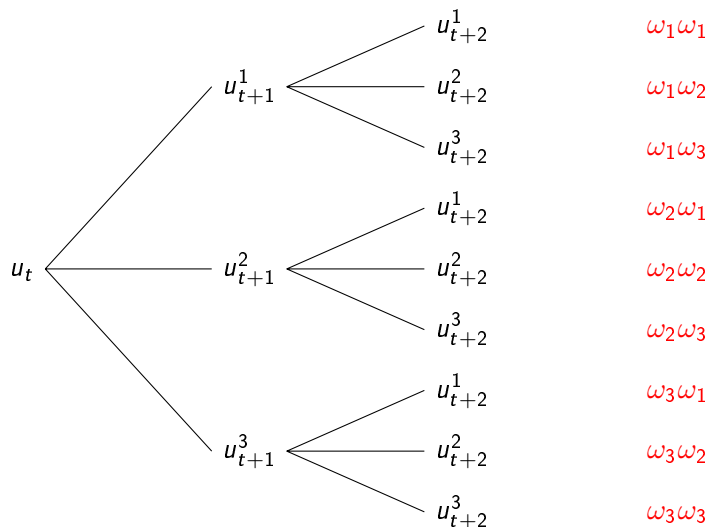 u_{t+2}^1 ω₁ω₁
u_{t+1}^1 u_{t+2}^2 ω₁ω₂
u_{t+2}^3 ω₁ω₃
u_{t+2}^1 ω₂ω₁
u_t u_{t+1}^2 u_{t+2}^2 ω₂ω₂
u_{t+2}^3 ω₂ω₃
u_{t+2}^1 ω₃ω₁
u_{t+1}^3 u_{t+2}^2 ω₃ω₂
u_{t+2}^3 ω₃ω₃